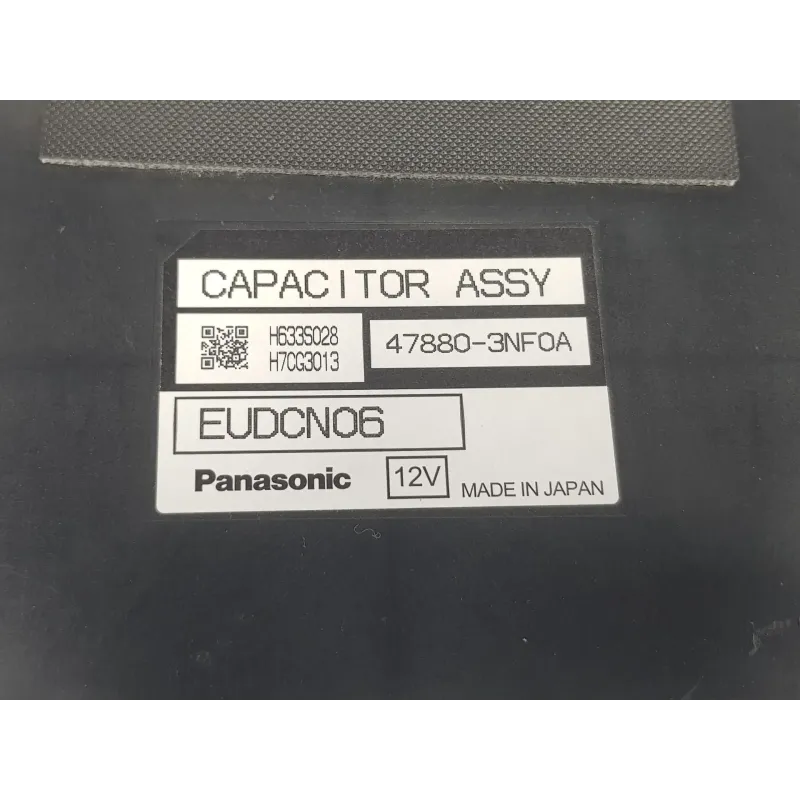 CAPACITOR ASSY
H633S028
H7CG3013
47880-3NF0A
EUDCN06
Panasonic
12V
MADE IN JAPAN